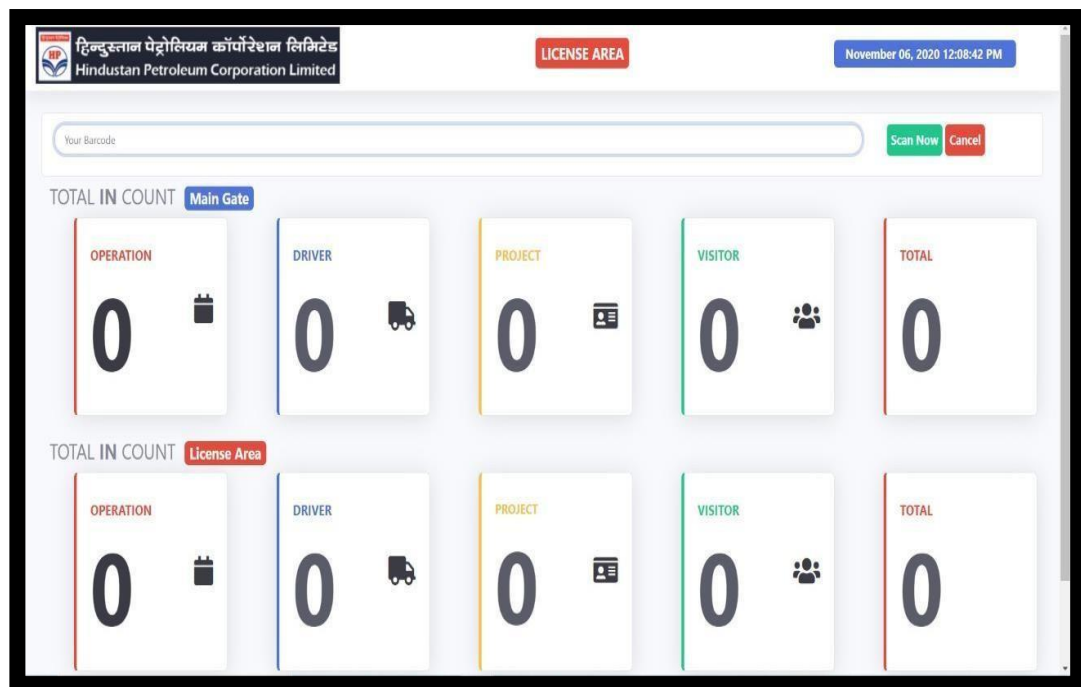 हिन्दुस्तान पेट्रोलियम कॉर्पोरेशन लिमिटेड
Hindustan Petroleum Corporation Limited
HP
LICENSE AREA
November 06, 2020 12:08:42 PM
Your Barcode
Scan Now Cancel
TOTAL IN COUNT Main Gate
OPERATION DRIVER PROJECT VISITOR TOTAL
0 0 0 0 0
TOTAL IN COUNT License Area
OPERATION DRIVER PROJECT VISITOR TOTAL
0 0 0 0 0